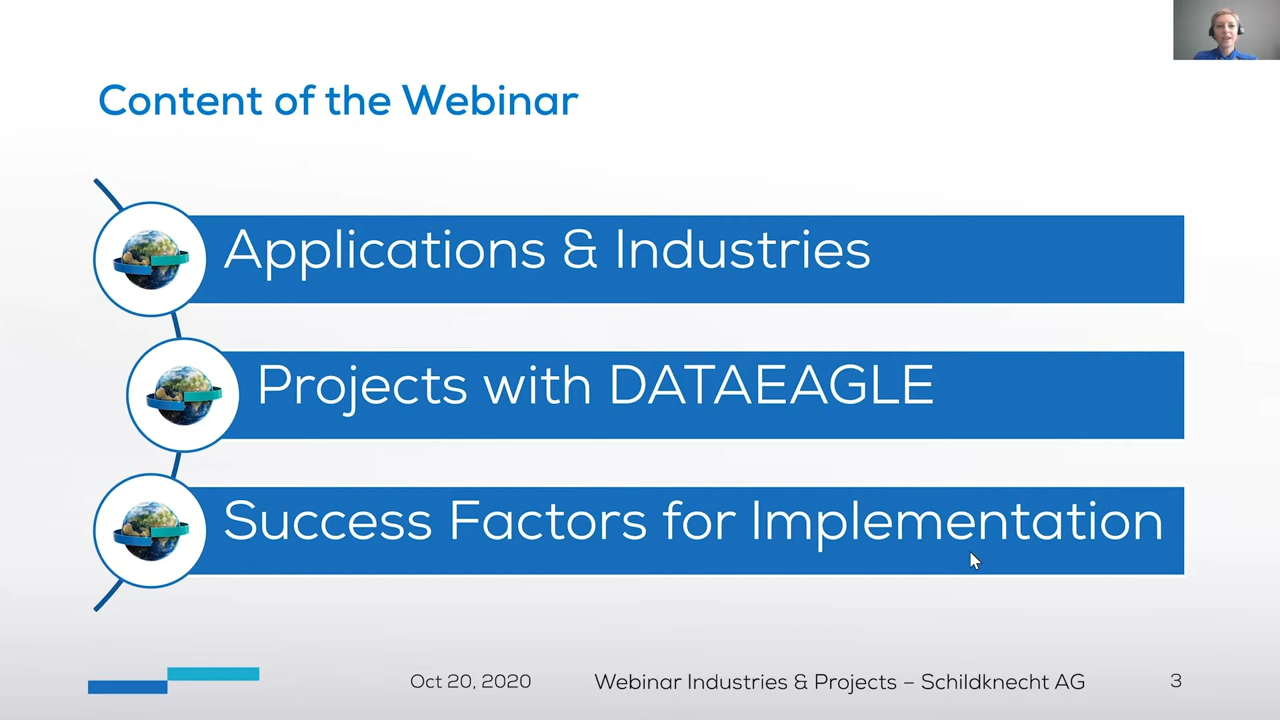 Content of the Webinar
Applications & Industries
Projects with DATAEAGLE
Success Factors for Implementation
Oct 20, 2020
Webinar Industries & Projects – Schildknecht AG
3